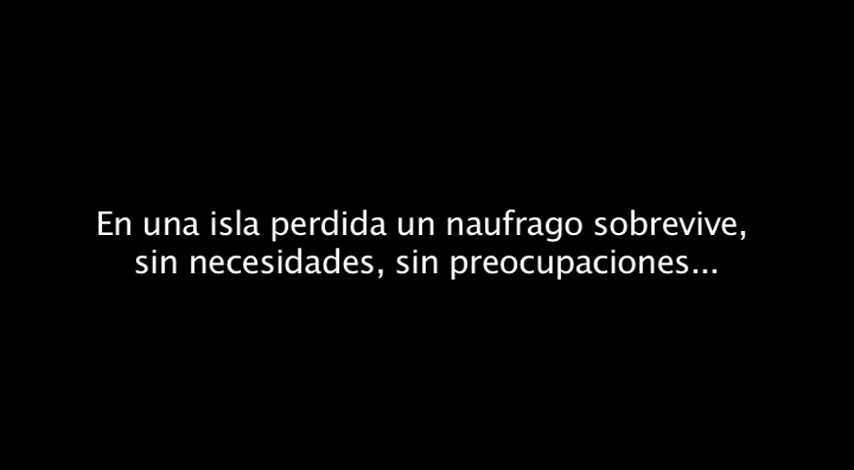 En una isla perdida un naufrago sobrevive,
sin necesidades, sin preocupaciones...